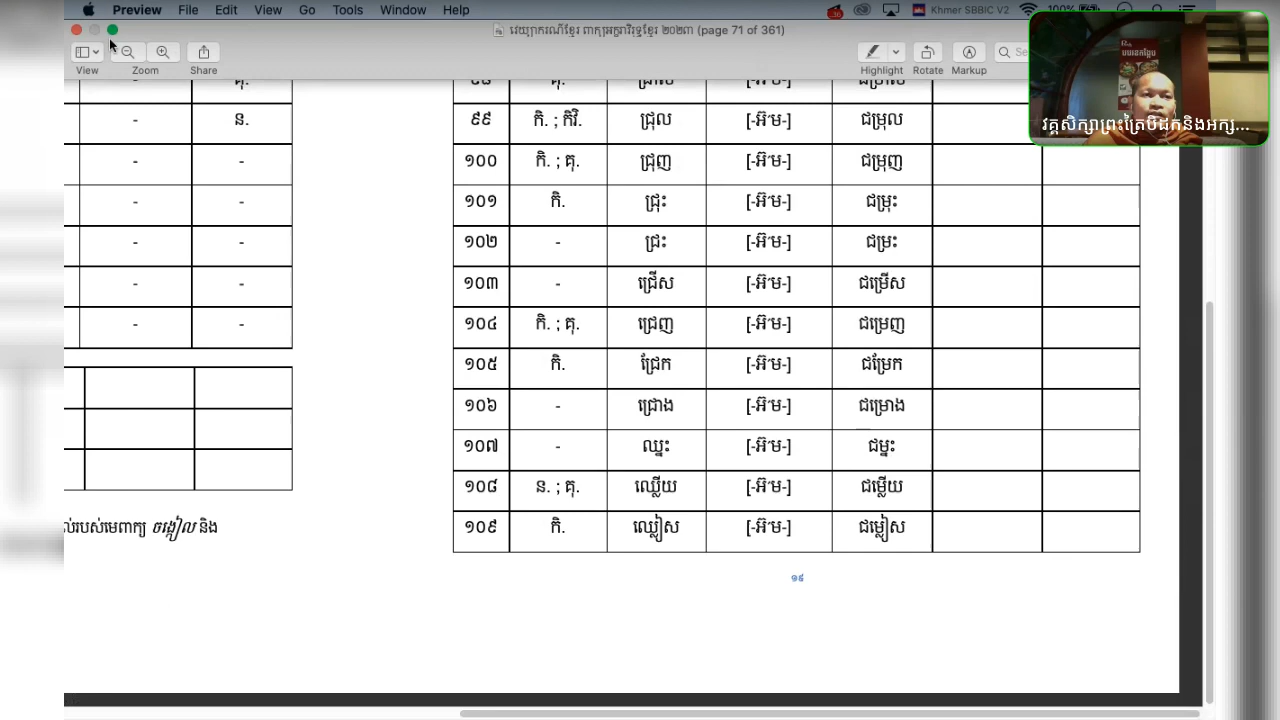 Preview File Edit View Go Tools Window Help Khmer SBBIC V2 100%
វេយ្យាករណ៍ខ្មែរ ពាក្យអក្ខរាវិរុទ្ធខ្មែរ ២០២៣ (page 71 of 361)
View Zoom Share Highlight Rotate Markup
វគ្គសិក្សាព្រះត្រៃបិដកនិងអក្ស...
- ន.
- -
- -
- -
- -
- -
៩៩ កិ. ; កិវិ. ជ្រុល [-អ៊ម-] ជម្រុល
១០០ កិ. ; គុ. ជ្រុញ [-អ៊ម-] ជម្រុញ
១០១ កិ. ជ្រុះ [-អ៊ម-] ជម្រុះ
១០២ - ជ្រះ [-អ៊ម-] ជម្រះ
១០៣ - ជ្រើស [-អ៊ម-] ជម្រើស
១០៤ កិ. ; គុ. ជ្រេញ [-អ៊ម-] ជម្រេញ
១០៥ កិ. ជ្រែក [-អ៊ម-] ជម្រែក
១០៦ - ជ្រោង [-អ៊ម-] ជម្រោង
១០៧ - ឈ្នះ [-អ៊ម-] ជម្នះ
១០៨ ន. ; គុ. ឈ្លើយ [-អ៊ម-] ជម្លើយ
១០៩ កិ. ឈ្លៀស [-អ៊ម-] ជម្លៀស
ល់របស់មេពាក្យ ចង្កៀល និង
១៩